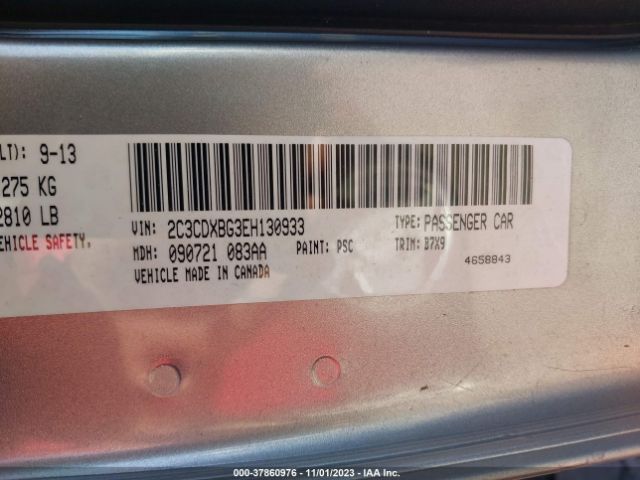 LT): 9-13
275 KG
2810 LB
EHICLE SAFETY.
VIN: 2C3CDXBG3EH130933
TYPE: PASSENGER CAR
MDH: 090721 083AA
PAINT: PSC
TRIM: B7X9
VEHICLE MADE IN CANADA
4658843
000-37860976 - 11/01/2023 - IAA Inc.